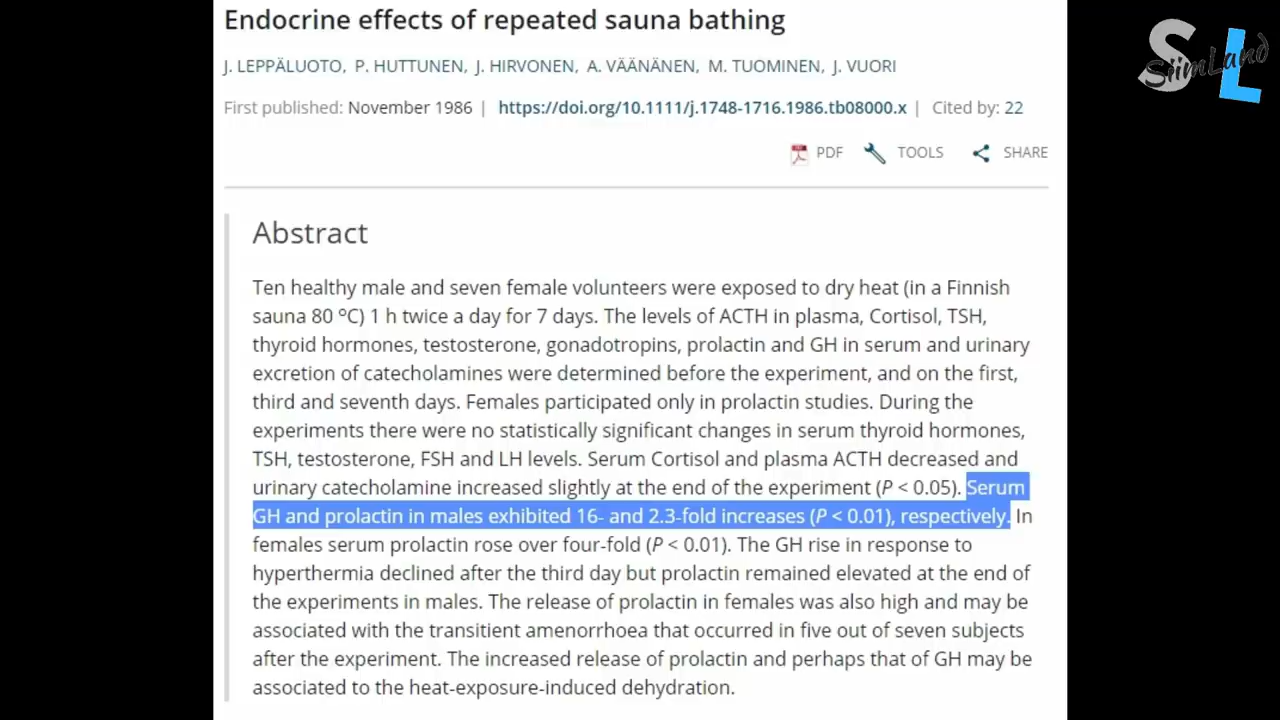 Endocrine effects of repeated sauna bathing
SiimLand
SL
J. LEPPÄLUOTO, P. HUTTUNEN, J. HIRVONEN, A. VÄÄNÄNEN, M. TUOMINEN, J. VUORI
First published: November 1986 | https://doi.org/10.1111/j.1748-1716.1986.tb08000.x | Cited by: 22
PDF TOOLS SHARE
Abstract
Ten healthy male and seven female volunteers were exposed to dry heat (in a Finnish
sauna 80 ºC) 1 h twice a day for 7 days. The levels of ACTH in plasma, Cortisol, TSH,
thyroid hormones, testosterone, gonadotropins, prolactin and GH in serum and urinary
excretion of catecholamines were determined before the experiment, and on the first,
third and seventh days. Females participated only in prolactin studies. During the
experiments there were no statistically significant changes in serum thyroid hormones,
TSH, testosterone, FSH and LH levels. Serum Cortisol and plasma ACTH decreased and
urinary catecholamine increased slightly at the end of the experiment (P < 0.05). Serum
GH and prolactin in males exhibited 16- and 2.3-fold increases (P < 0.01), respectively. In
females serum prolactin rose over four-fold (P < 0.01). The GH rise in response to
hyperthermia declined after the third day but prolactin remained elevated at the end of
the experiments in males. The release of prolactin in females was also high and may be
associated with the transitient amenorrhoea that occurred in five out of seven subjects
after the experiment. The increased release of prolactin and perhaps that of GH may be
associated to the heat-exposure-induced dehydration.